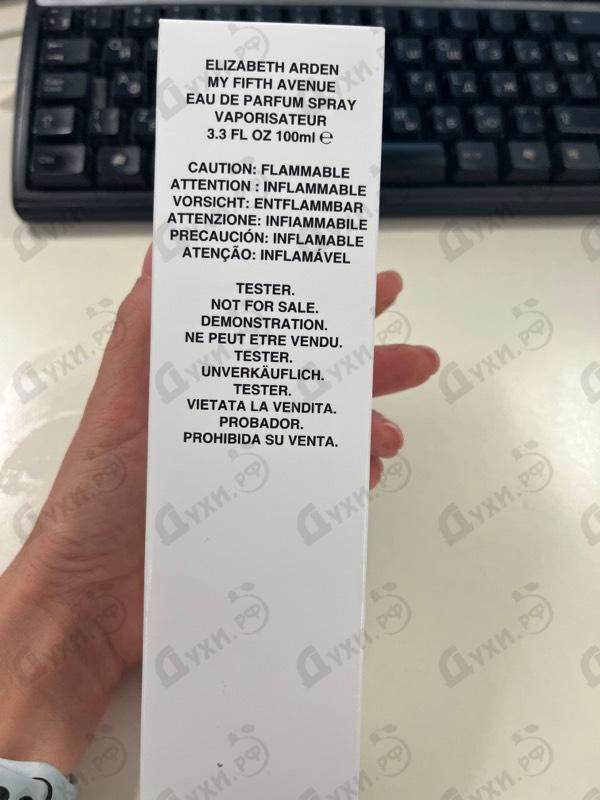 ELIZABETH ARDEN
MY FIFTH AVENUE
EAU DE PARFUM SPRAY
VAPORISATEUR
3.3 FL OZ 100ml ℮
CAUTION: FLAMMABLE
ATTENTION : INFLAMMABLE
VORSICHT: ENTFLAMMBAR
ATTENZIONE: INFIAMMABILE
PRECAUCIÓN: INFLAMABLE
ATENÇÃO: INFLAMÁVEL
TESTER.
NOT FOR SALE.
DEMONSTRATION.
NE PEUT ETRE VENDU.
TESTER.
UNVERKÄUFLICH.
TESTER.
VIETATA LA VENDITA.
PROBADOR.
PROHIBIDA SU VENTA.
Духи.рф